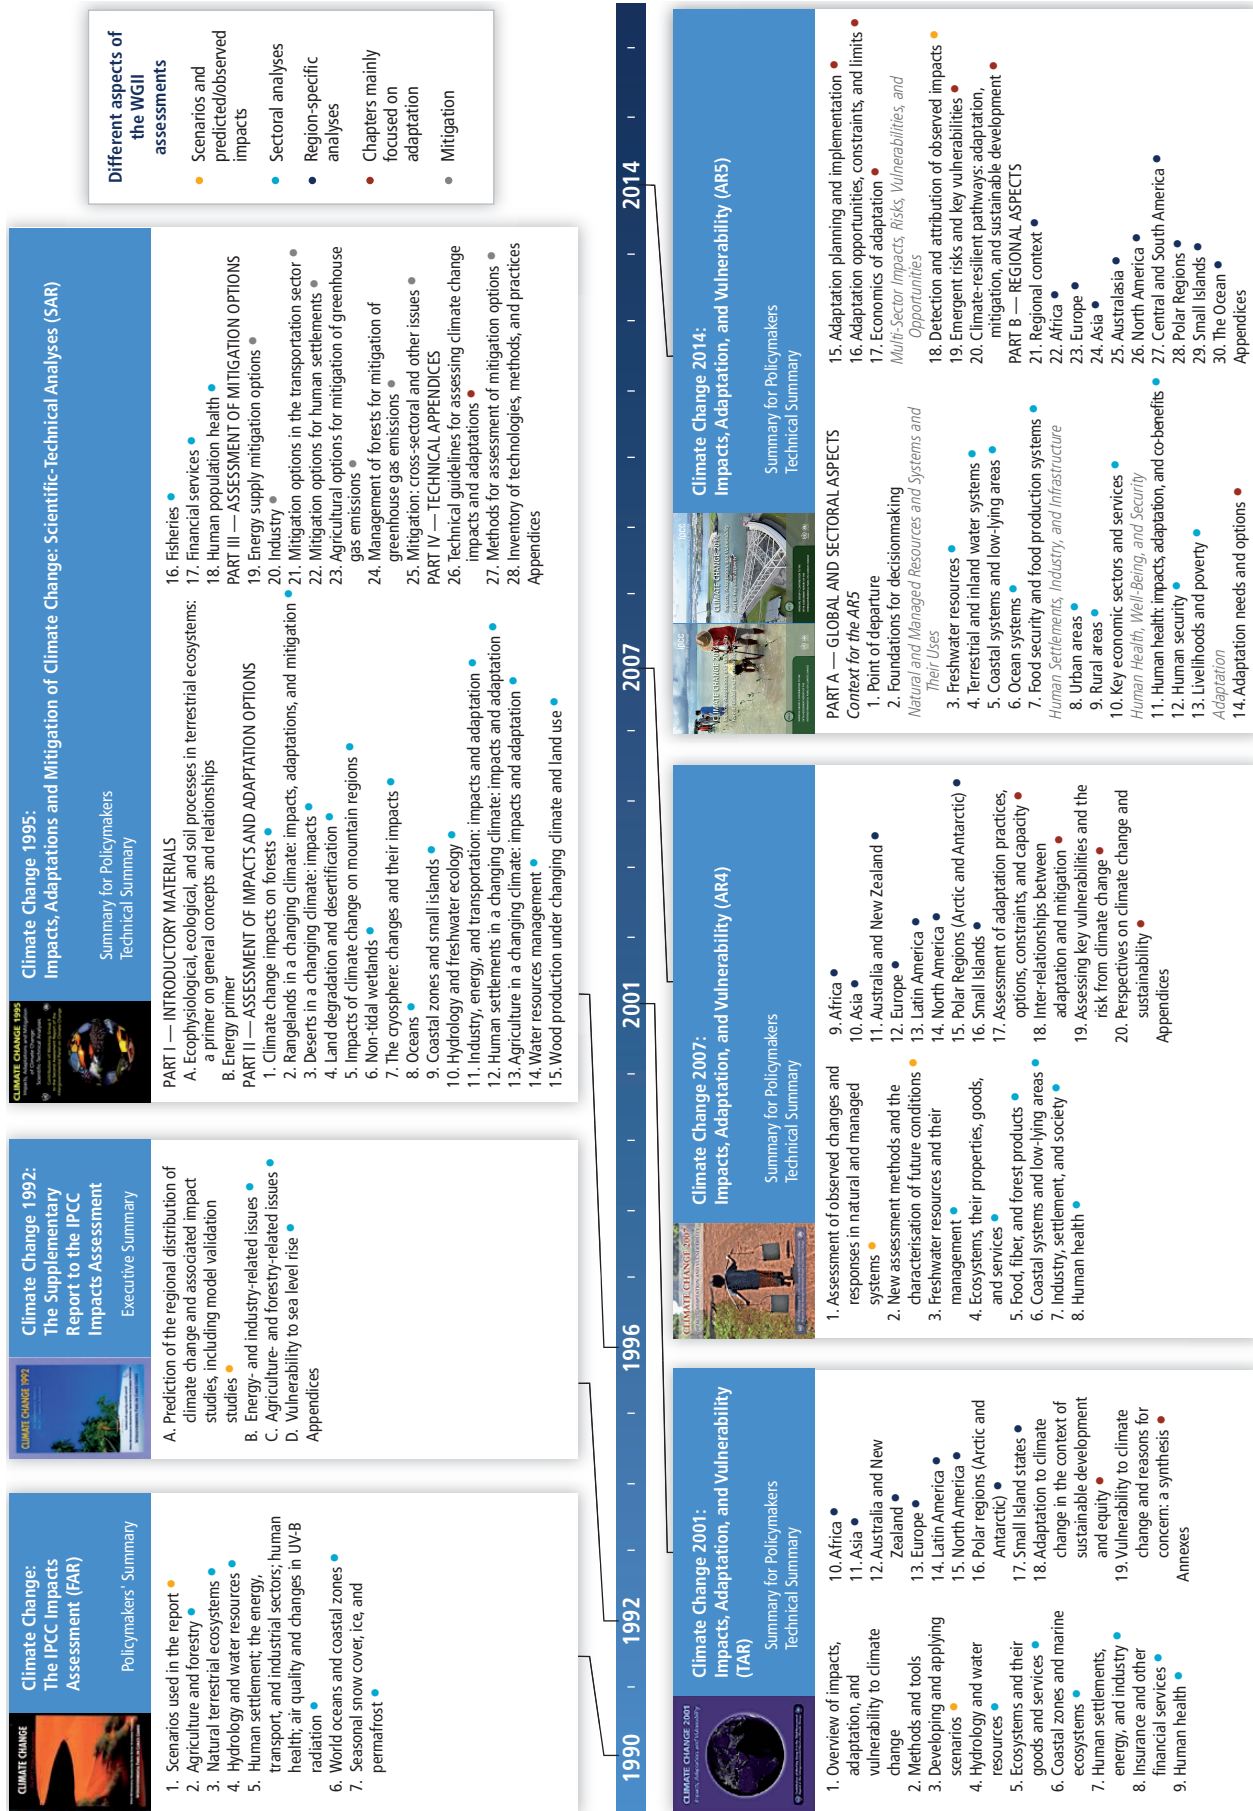 CLIMATE CHANGE
Climate Change:
The IPCC Impacts
Assessment (FAR)
Policymakers' Summary
1. Scenarios used in the report
2. Agriculture and forestry
3. Natural terrestrial ecosystems
4. Hydrology and water resources
5. Human settlement; the energy,
transport, and industrial sectors; human
health; air quality and changes in UV-B
radiation
6. World oceans and coastal zones
7. Seasonal snow cover, ice, and
permafrost
CLIMATE CHANGE 1992
Climate Change 1992:
The Supplementary
Report to the IPCC
Impacts Assessment
Executive Summary
A. Prediction of the regional distribution of
climate change and associated impact
studies, including model validation
studies
B. Energy- and industry-related issues
C. Agriculture- and forestry-related issues
D. Vulnerability to sea level rise
Appendices
CLIMATE CHANGE 1995
Climate Change 1995:
Impacts, Adaptations and Mitigation of Climate Change: Scientific-Technical Analyses (SAR)
Summary for Policymakers
Technical Summary
PART I — INTRODUCTORY MATERIALS
A. Ecophysiological, ecological, and soil processes in terrestrial ecosystems:
a primer on general concepts and relationships
B. Energy primer
PART II — ASSESSMENT OF IMPACTS AND ADAPTATION OPTIONS
1. Climate change impacts on forests
2. Rangelands in a changing climate: impacts, adaptations, and mitigation
3. Deserts in a changing climate: impacts
4. Land degradation and desertification
5. Impacts of climate change on mountain regions
6. Non-tidal wetlands
7. The cryosphere: changes and their impacts
8. Oceans
9. Coastal zones and small islands
10. Hydrology and freshwater ecology
11. Industry, energy, and transportation: impacts and adaptation
12. Human settlements in a changing climate: impacts and adaptation
13. Agriculture in a changing climate: impacts and adaptation
14. Water resources management
15. Wood production under changing climate and land use
16. Fisheries
17. Financial services
18. Human population health
PART III — ASSESSMENT OF MITIGATION OPTIONS
19. Energy supply mitigation options
20. Industry
21. Mitigation options in the transportation sector
22. Mitigation options for human settlements
23. Agricultural options for mitigation of greenhouse
gas emissions
24. Management of forests for mitigation of
greenhouse gas emissions
25. Mitigation: cross-sectoral and other issues
PART IV — TECHNICAL APPENDICES
26. Technical guidelines for assessing climate change
impacts and adaptations
27. Methods for assessment of mitigation options
28. Inventory of technologies, methods, and practices
Appendices
Different aspects of
the WGII
assessments
Scenarios and
predicted/observed
impacts
Sectoral analyses
Region-specific
analyses
Chapters mainly
focused on
adaptation
Mitigation
1990
1992
1996
2001
2007
2014
CLIMATE CHANGE 2001
Climate Change 2001:
Impacts, Adaptation, and Vulnerability
(TAR)
Summary for Policymakers
Technical Summary
1. Overview of impacts,
adaptation, and
vulnerability to climate
change
2. Methods and tools
3. Developing and applying
scenarios
4. Hydrology and water
resources
5. Ecosystems and their
goods and services
6. Coastal zones and marine
ecosystems
7. Human settlements,
energy, and industry
8. Insurance and other
financial services
9. Human health
10. Africa
11. Asia
12. Australia and New
Zealand
13. Europe
14. Latin America
15. North America
16. Polar regions (Arctic and
Antarctic)
17. Small Island states
18. Adaptation to climate
change in the context of
sustainable development
and equity
19. Vulnerability to climate
change and reasons for
concern: a synthesis
Annexes
CLIMATE CHANGE 2007
Climate Change 2007:
Impacts, Adaptation, and Vulnerability (AR4)
Summary for Policymakers
Technical Summary
1. Assessment of observed changes and
responses in natural and managed
systems
2. New assessment methods and the
characterisation of future conditions
3. Freshwater resources and their
management
4. Ecosystems, their properties, goods,
and services
5. Food, fiber, and forest products
6. Coastal systems and low-lying areas
7. Industry, settlement, and society
8. Human health
9. Africa
10. Asia
11. Australia and New Zealand
12. Europe
13. Latin America
14. North America
15. Polar Regions (Arctic and Antarctic)
16. Small Islands
17. Assessment of adaptation practices,
options, constraints, and capacity
18. Inter-relationships between
adaptation and mitigation
19. Assessing key vulnerabilities and the
risk from climate change
20. Perspectives on climate change and
sustainability
Appendices
Climate Change 2014:
Impacts, Adaptation, and Vulnerability (AR5)
Summary for Policymakers
Technical Summary
PART A — GLOBAL AND SECTORAL ASPECTS
Context for the AR5
1. Point of departure
2. Foundations for decisionmaking
Natural and Managed Resources and Systems and
Their Uses
3. Freshwater resources
4. Terrestrial and inland water systems
5. Coastal systems and low-lying areas
6. Ocean systems
7. Food security and food production systems
Human Settlements, Industry, and Infrastructure
8. Urban areas
9. Rural areas
10. Key economic sectors and services
Human Health, Well-Being, and Security
11. Human health: impacts, adaptation, and co-benefits
12. Human security
13. Livelihoods and poverty
Adaptation
14. Adaptation needs and options
15. Adaptation planning and implementation
16. Adaptation opportunities, constraints, and limits
17. Economics of adaptation
Multi-Sector Impacts, Risks, Vulnerabilities, and
Opportunities
18. Detection and attribution of observed impacts
19. Emergent risks and key vulnerabilities
20. Climate-resilient pathways: adaptation,
mitigation, and sustainable development
PART B — REGIONAL ASPECTS
21. Regional context
22. Africa
23. Europe
24. Asia
25. Australasia
26. North America
27. Central and South America
28. Polar Regions
29. Small Islands
30. The Ocean
Appendices